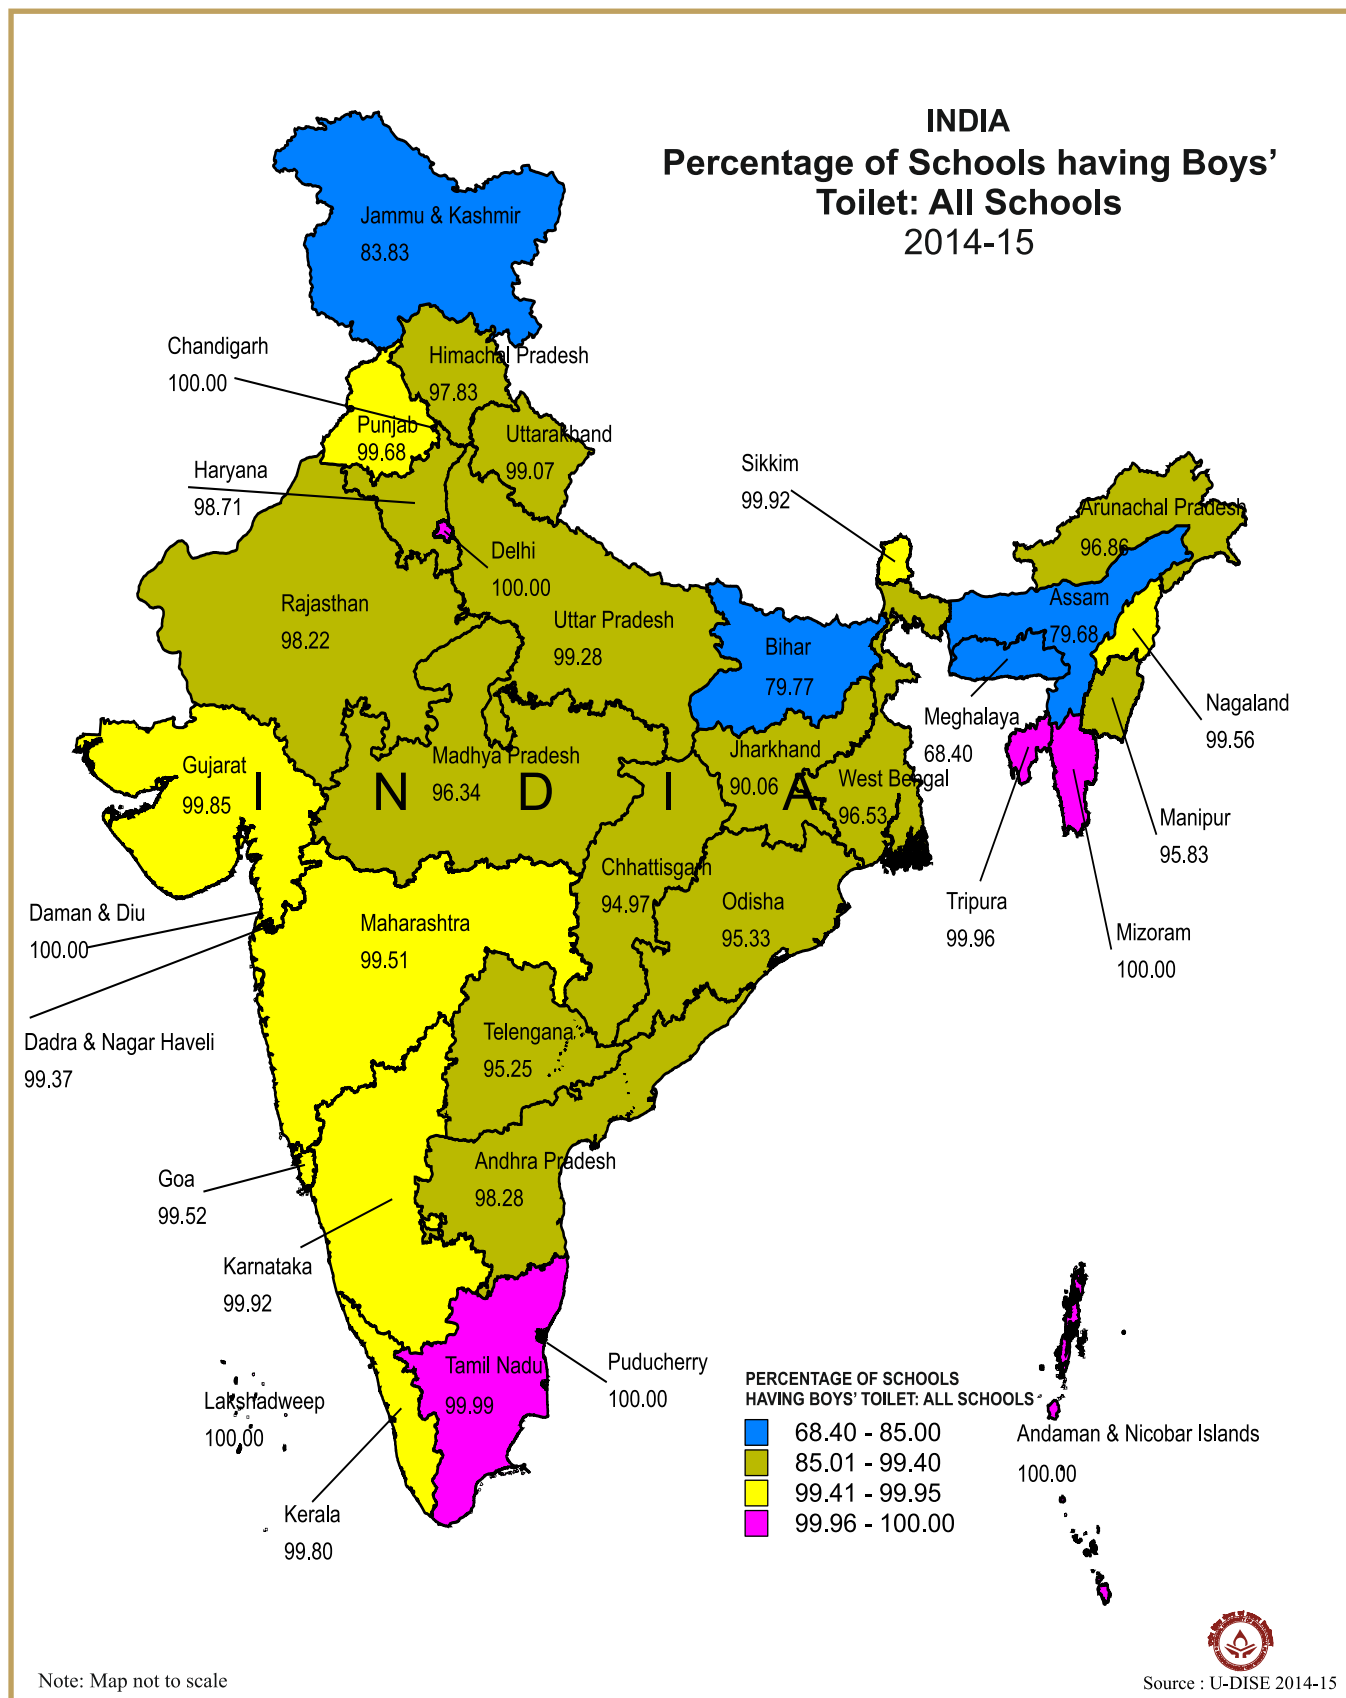 INDIA
Percentage of Schools having Boys’
Toilet: All Schools
2014-15
Jammu & Kashmir
83.83
Chandigarh
100.00
Himachal Pradesh
97.83
Punjab
99.68
Uttarakhand
99.07
Haryana
98.71
Sikkim
99.92
Arunachal Pradesh
96.86
Delhi
100.00
Rajasthan
98.22
Uttar Pradesh
99.28
Bihar
79.77
Assam
79.68
Meghalaya
68.40
Nagaland
99.56
Gujarat
99.85
Madhya Pradesh
96.34
Jharkhand
90.06
West Bengal
96.53
I N D I A
Manipur
95.83
Chhattisgarh
94.97
Odisha
95.33
Tripura
99.96
Mizoram
100.00
Daman & Diu
100.00
Maharashtra
99.51
Dadra & Nagar Haveli
99.37
Telengana
95.25
Goa
99.52
Andhra Pradesh
98.28
Karnataka
99.92
Tamil Nadu
99.99
Puducherry
100.00
Lakshadweep
100.00
Kerala
99.80
PERCENTAGE OF SCHOOLS
HAVING BOYS’ TOILET: ALL SCHOOLS
68.40 - 85.00
85.01 - 99.40
99.41 - 99.95
99.96 - 100.00
Andaman & Nicobar Islands
100.00
Note: Map not to scale
Source : U-DISE 2014-15